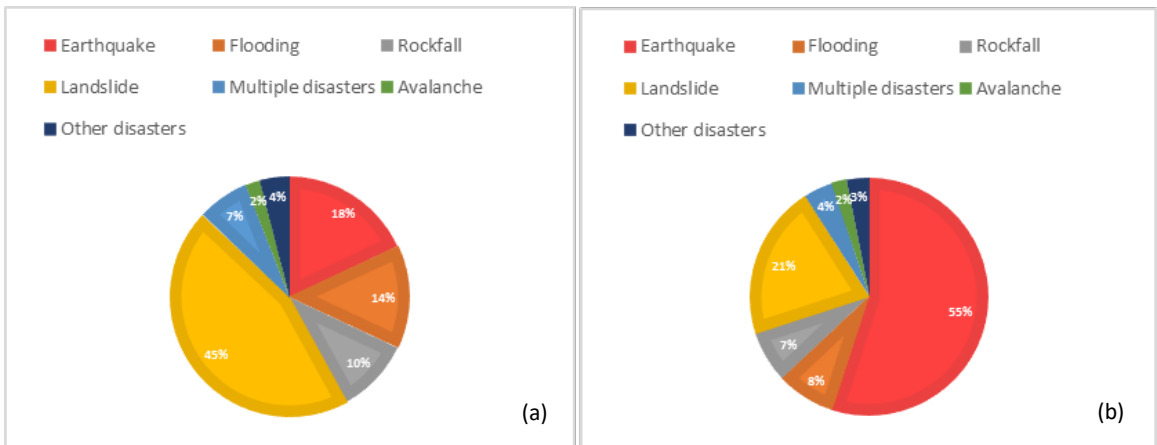 Earthquake Flooding Rockfall
Landslide Multiple disasters Avalanche
Other disasters
4%
2%
7%
18%
14%
45%
10%
(a)
Earthquake Flooding Rockfall
Landslide Multiple disasters Avalanche
Other disasters
3%
2%
4%
21%
55%
7%
8%
(b)